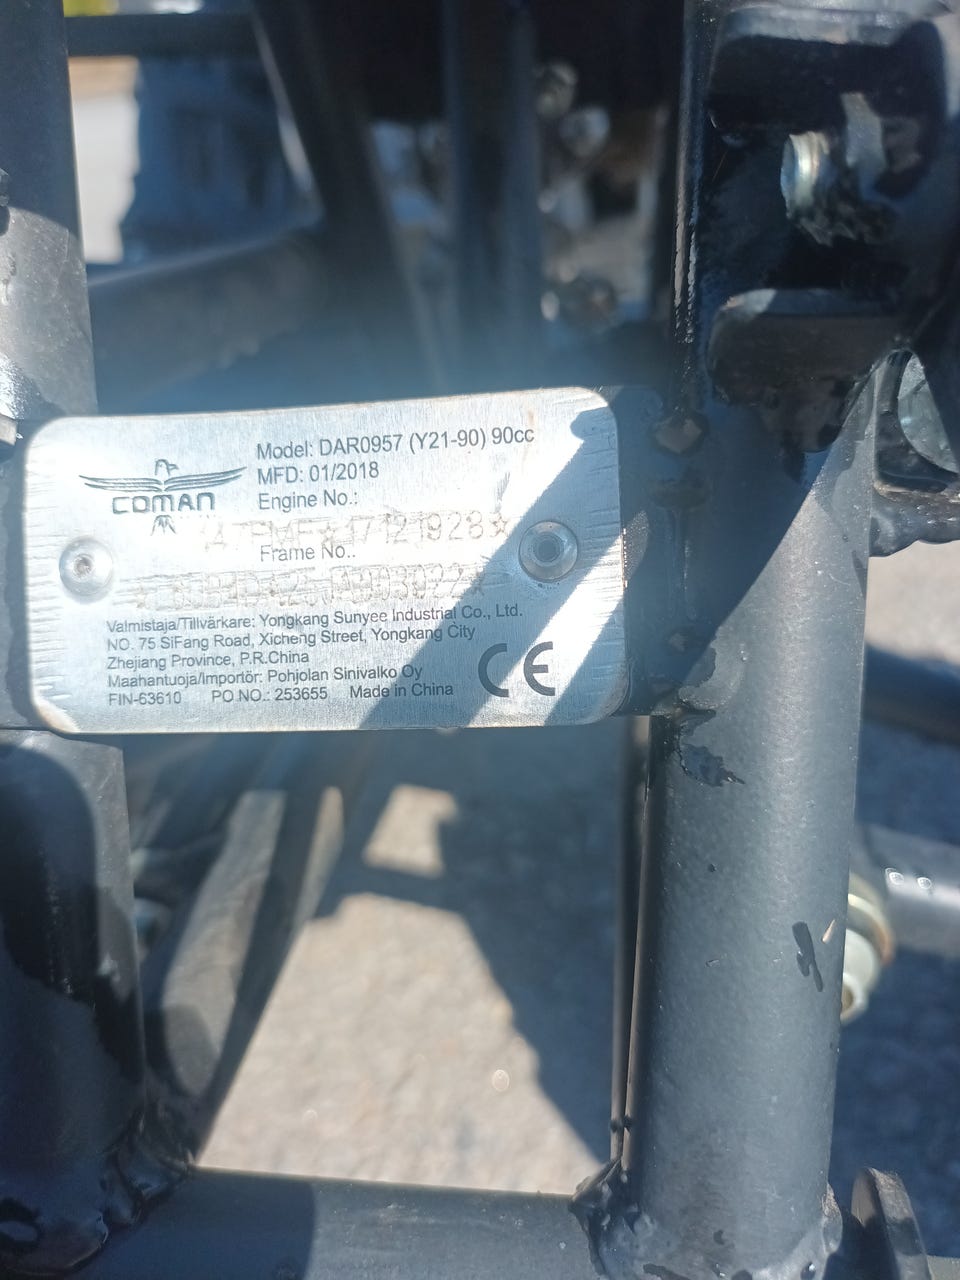 COMAN
Model: DAR0957 (Y21-90) 90cc
MFD: 01/2018
Engine No.:
Frame No.:
Valmistaja/Tillvärkare: Yongkang Sunyee Industrial Co., Ltd.
NO. 75 SiFang Road, Xicheng Street, Yongkang City
Zhejiang Province, P.R.China
Maahantuoja/Importör: Pohjolan Sinivalko Oy
FIN-63610 PO NO.: 253655 Made in China
CE